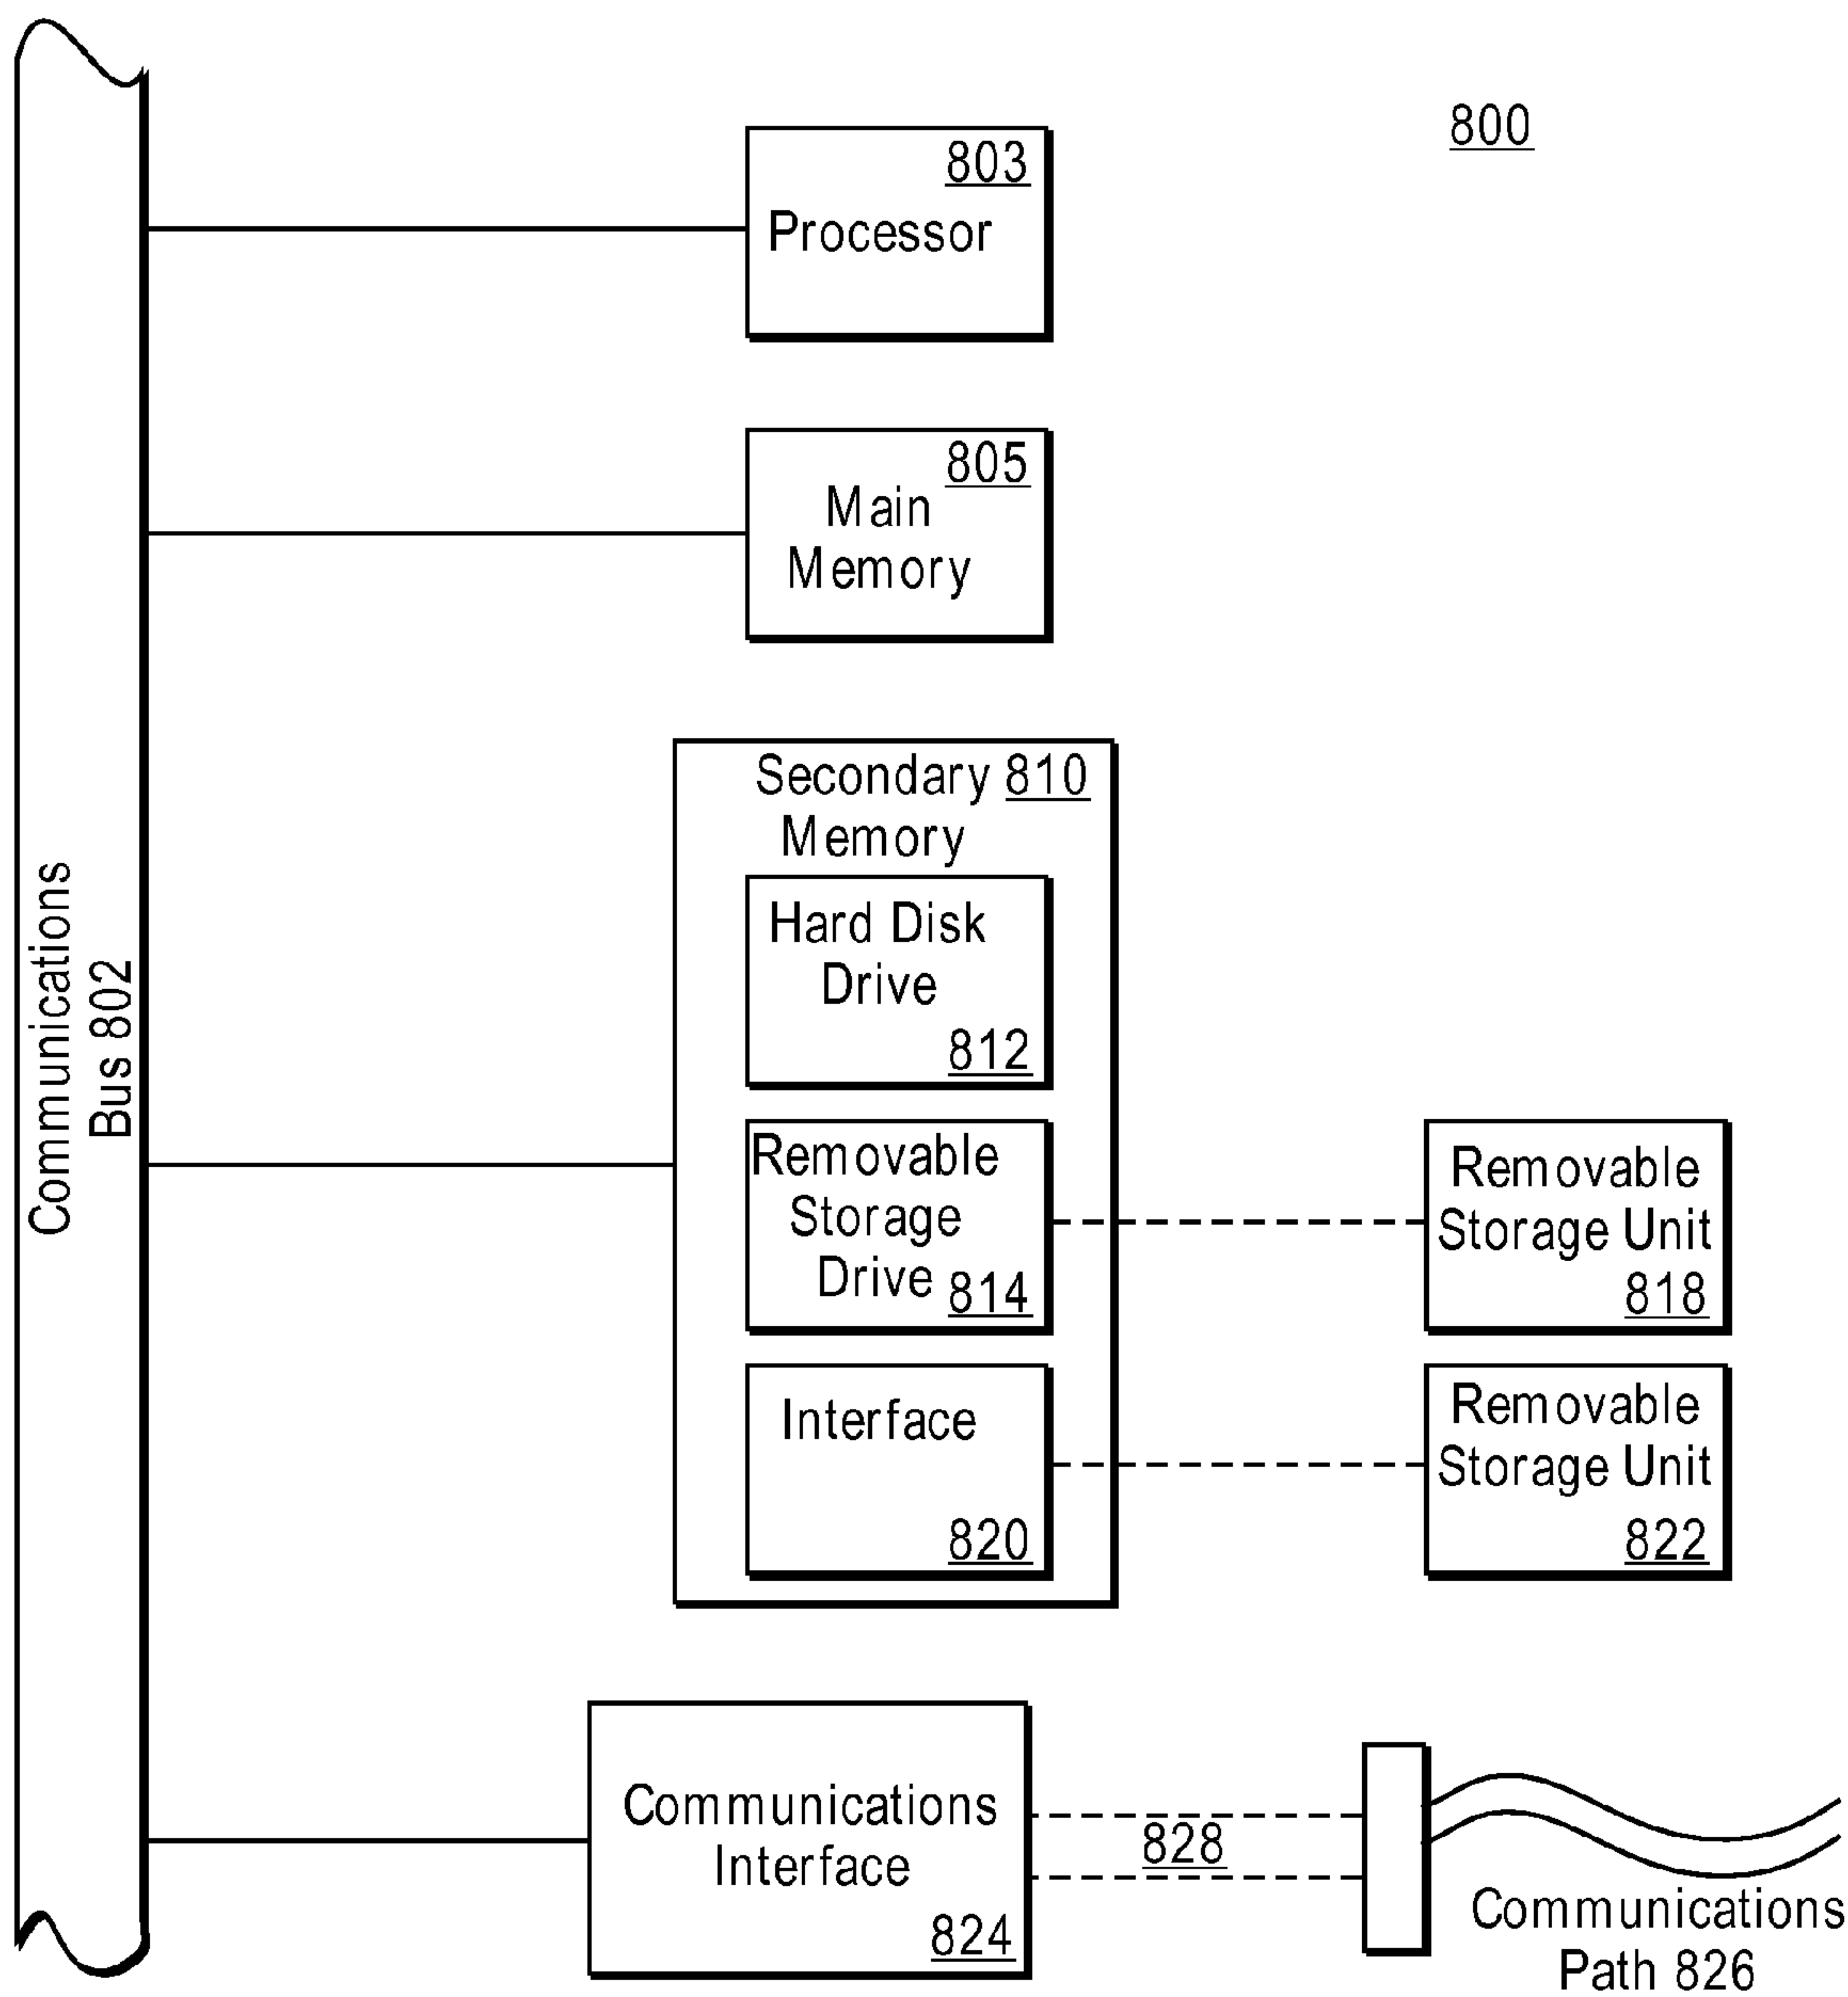 800
803
Processor
805
Main
Memory
Communications
Bus 802
Secondary 810
Memory
Hard Disk
Drive
812
Removable
Storage
Drive 814
Removable
Storage Unit
818
Interface
820
Removable
Storage Unit
822
Communications
Interface
824
828
Communications
Path 826